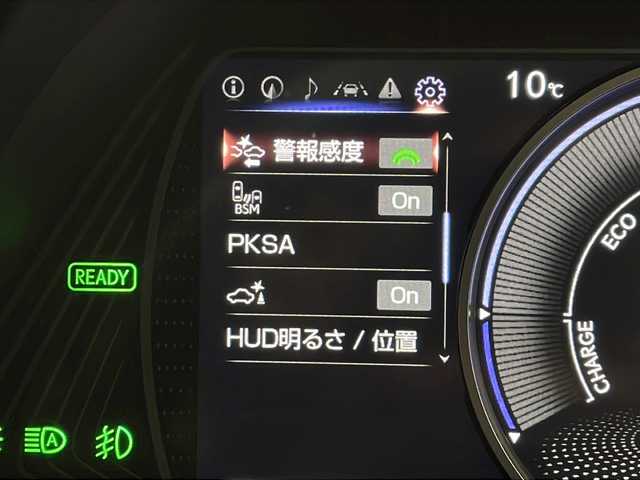 10℃
警報感度
BSM On
PKSA
On
HUD明るさ / 位置
READY
A
ECO
CHARGE